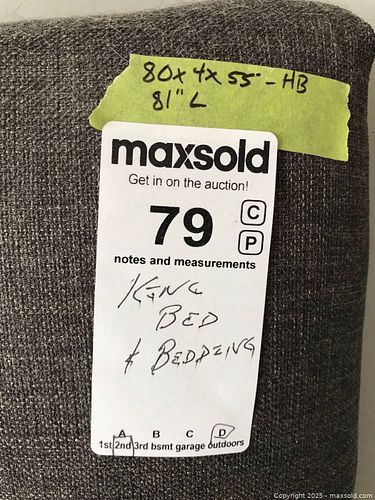 80x4x55" - HB
81" L
maxsold
Get in on the auction!
79 C
P
notes and measurements
KING
BED
& BEDDING
A B C D
1st 2nd 3rd bsmt garage outdoors
Copyright 2025 - maxsold.com